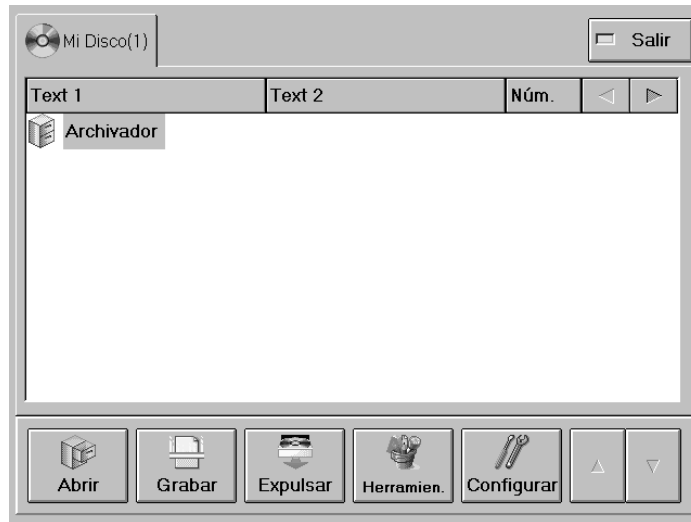 Mi Disco(1)
Salir
Text 1 Text 2 Núm.
Archivador
Abrir Grabar Expulsar Herramien. Configurar